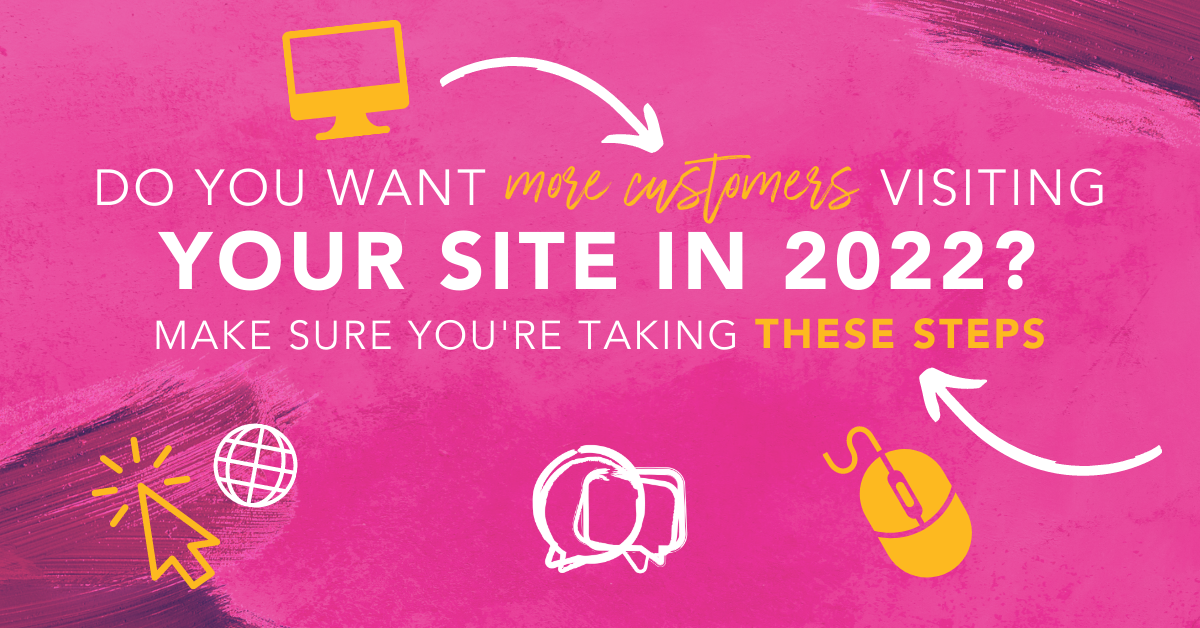 DO YOU WANT more customers VISITING
YOUR SITE IN 2022?
MAKE SURE YOU'RE TAKING THESE STEPS